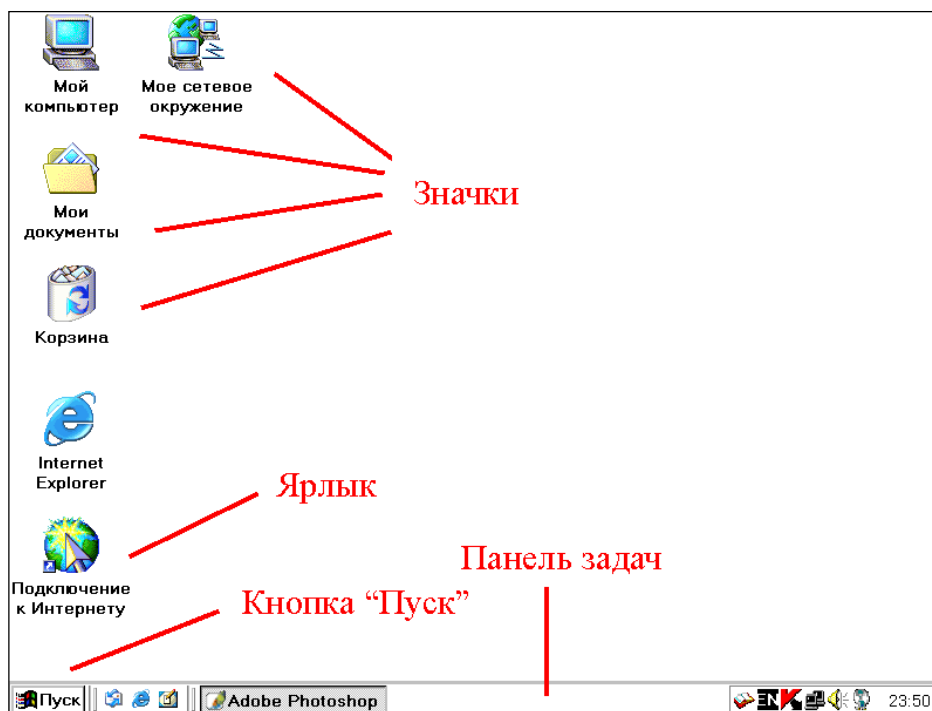 Мой
компьютер
Мое сетевое
окружение
Мои
документы
Значки
Корзина
Internet
Explorer
Ярлык
Подключение
к Интернету
Панель задач
Кнопка “Пуск”
Пуск
Adobe Photoshop
EN
23:50